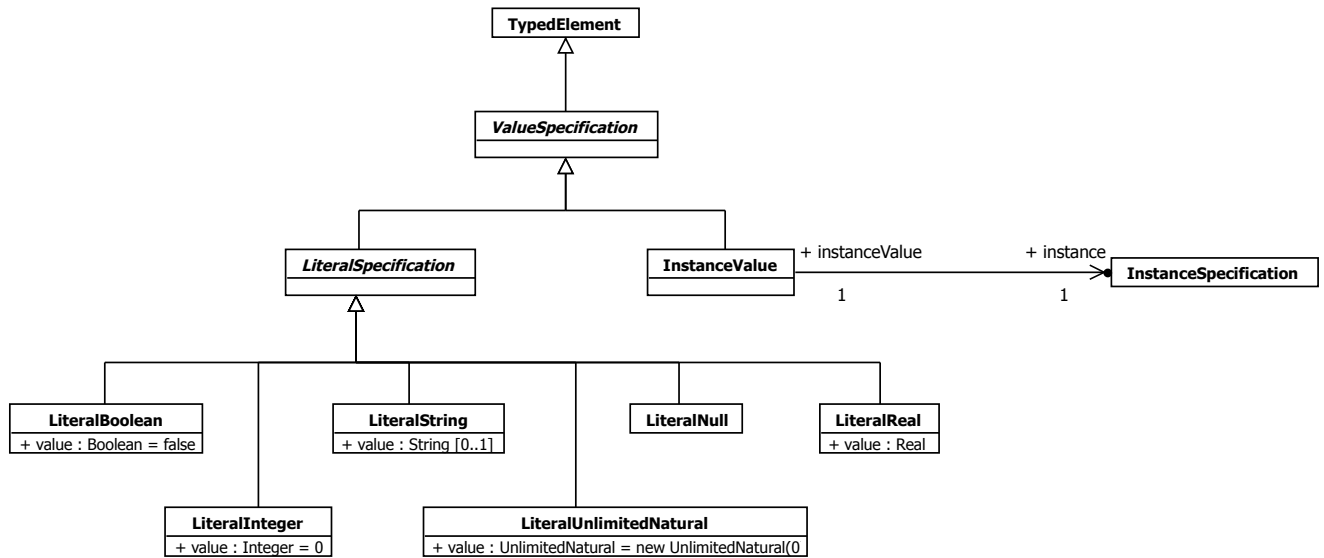 TypedElement
ValueSpecification
LiteralSpecification
InstanceValue
+ instanceValue
+ instance
1
1
InstanceSpecification
LiteralBoolean
+ value : Boolean = false
LiteralString
+ value : String [0..1]
LiteralNull
LiteralReal
+ value : Real
LiteralInteger
+ value : Integer = 0
LiteralUnlimitedNatural
+ value : UnlimitedNatural = new UnlimitedNatural(0